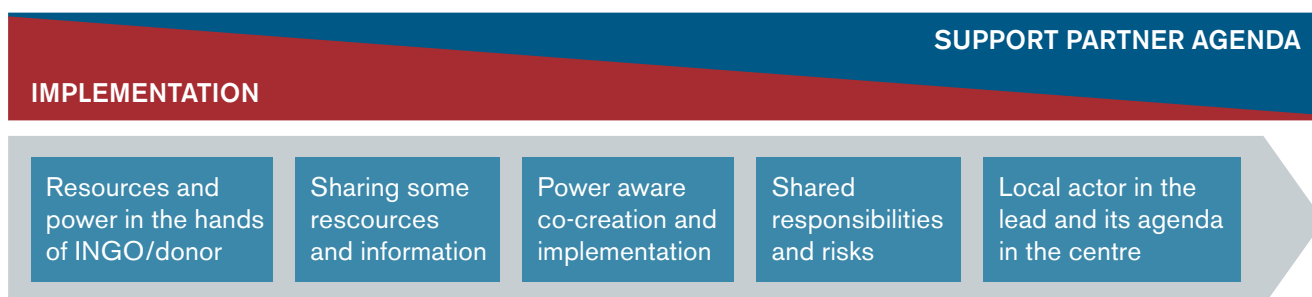 SUPPORT PARTNER AGENDA
IMPLEMENTATION
Resources and
power in the hands
of INGO/donor
Sharing some
rescources
and information
Power aware
co-creation and
implementation
Shared
responsibilities
and risks
Local actor in the
lead and its agenda
in the centre